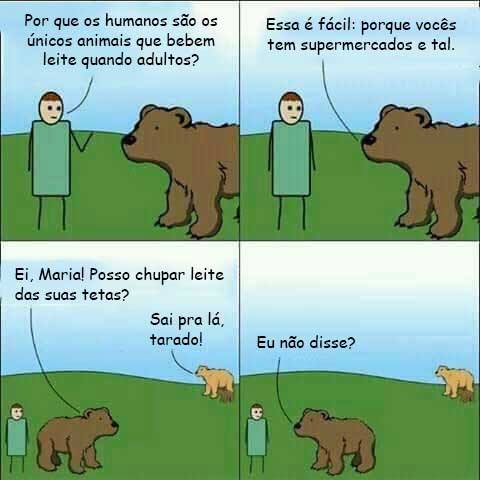 Por que os humanos são os
únicos animais que bebem
leite quando adultos?
Essa é fácil: porque vocês
tem supermercados e tal.
Ei, Maria! Posso chupar leite
das suas tetas?
Sai pra lá,
tarado!
Eu não disse?